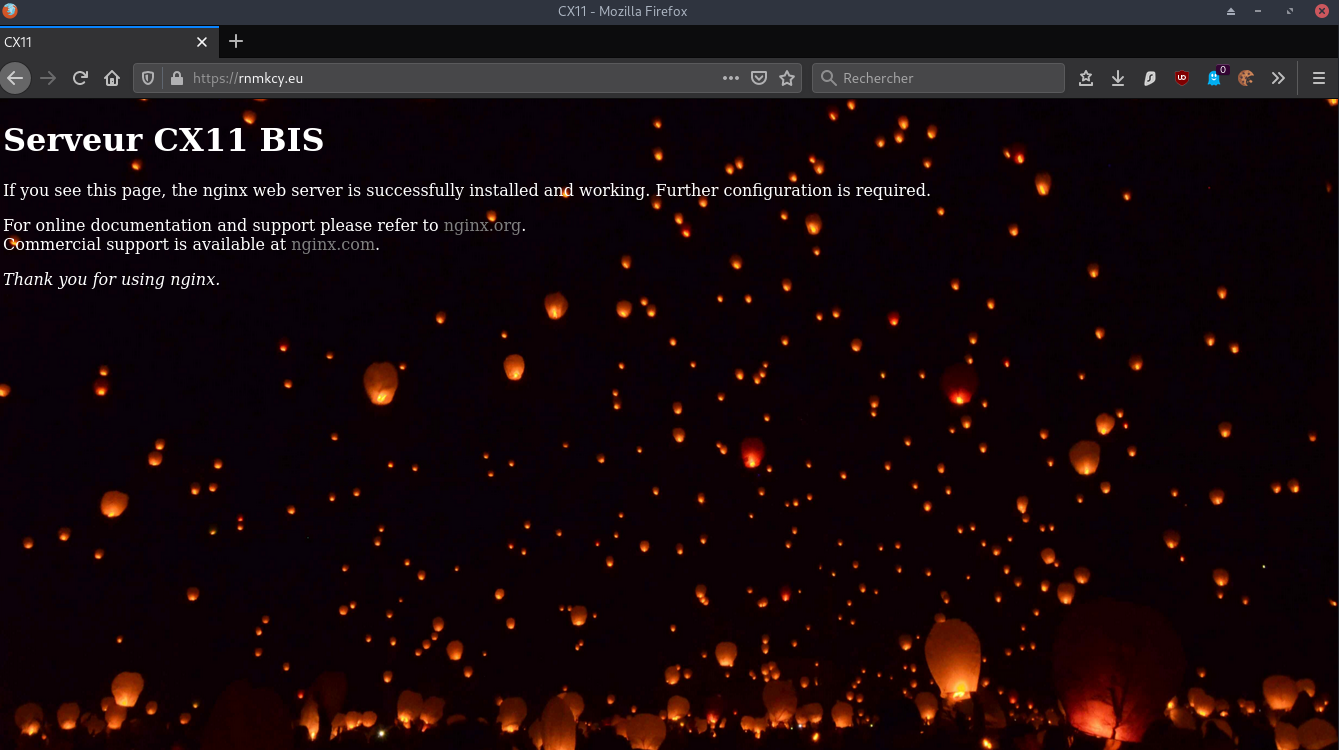 CX11 - Mozilla Firefox
CX11
https://rnmkcy.eu
Rechercher
0
Serveur CX11 BIS
If you see this page, the nginx web server is successfully installed and working. Further configuration is required.
For online documentation and support please refer to nginx.org.
Commercial support is available at nginx.com.
Thank you for using nginx.